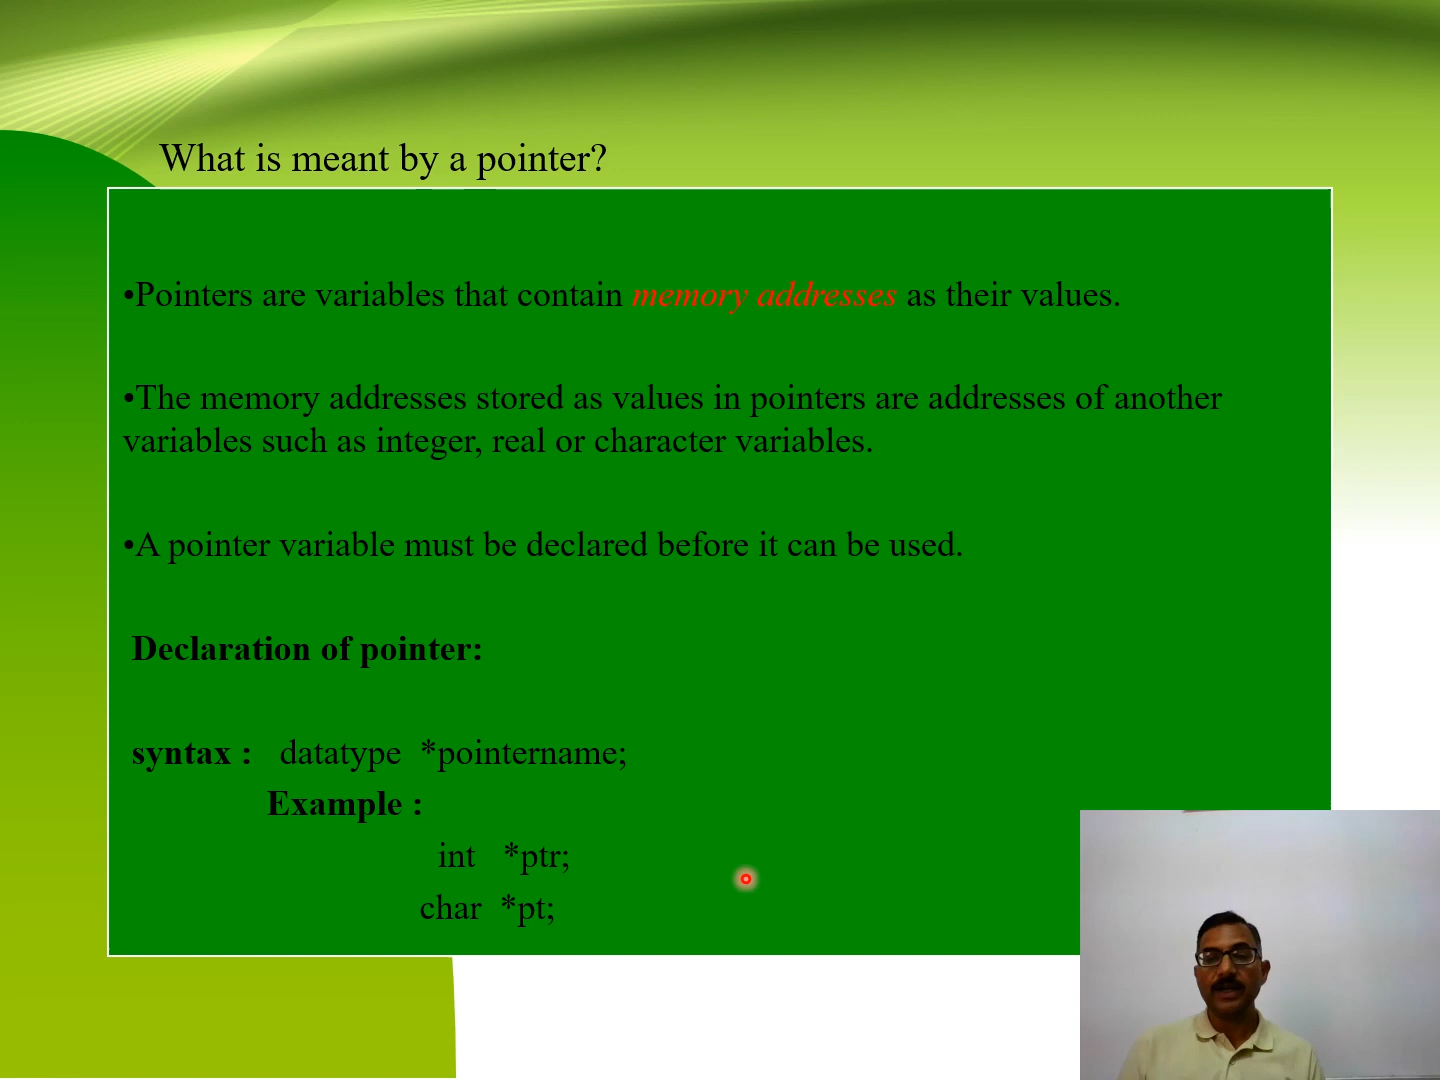 What is meant by a pointer?
•Pointers are variables that contain memory addresses as their values.
•The memory addresses stored as values in pointers are addresses of another
variables such as integer, real or character variables.
•A pointer variable must be declared before it can be used.
Declaration of pointer:
syntax : datatype *pointername;
Example :
int *ptr;
char *pt;